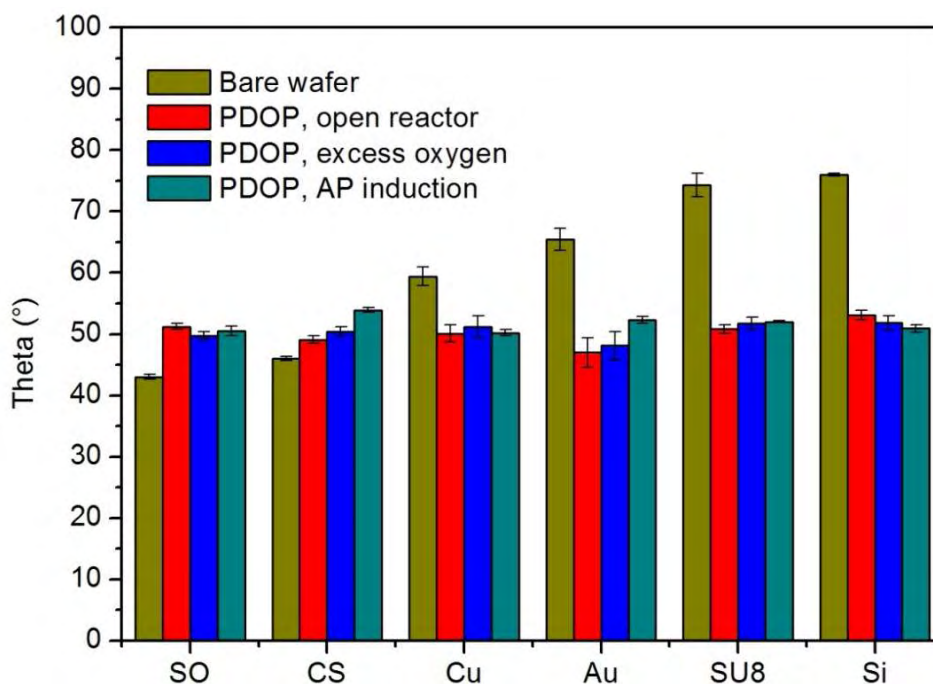 100
90
80
70
60
50
40
30
20
10
0
Theta (°)
Bare wafer
PDOP, open reactor
PDOP, excess oxygen
PDOP, AP induction
SO CS Cu Au SU8 Si